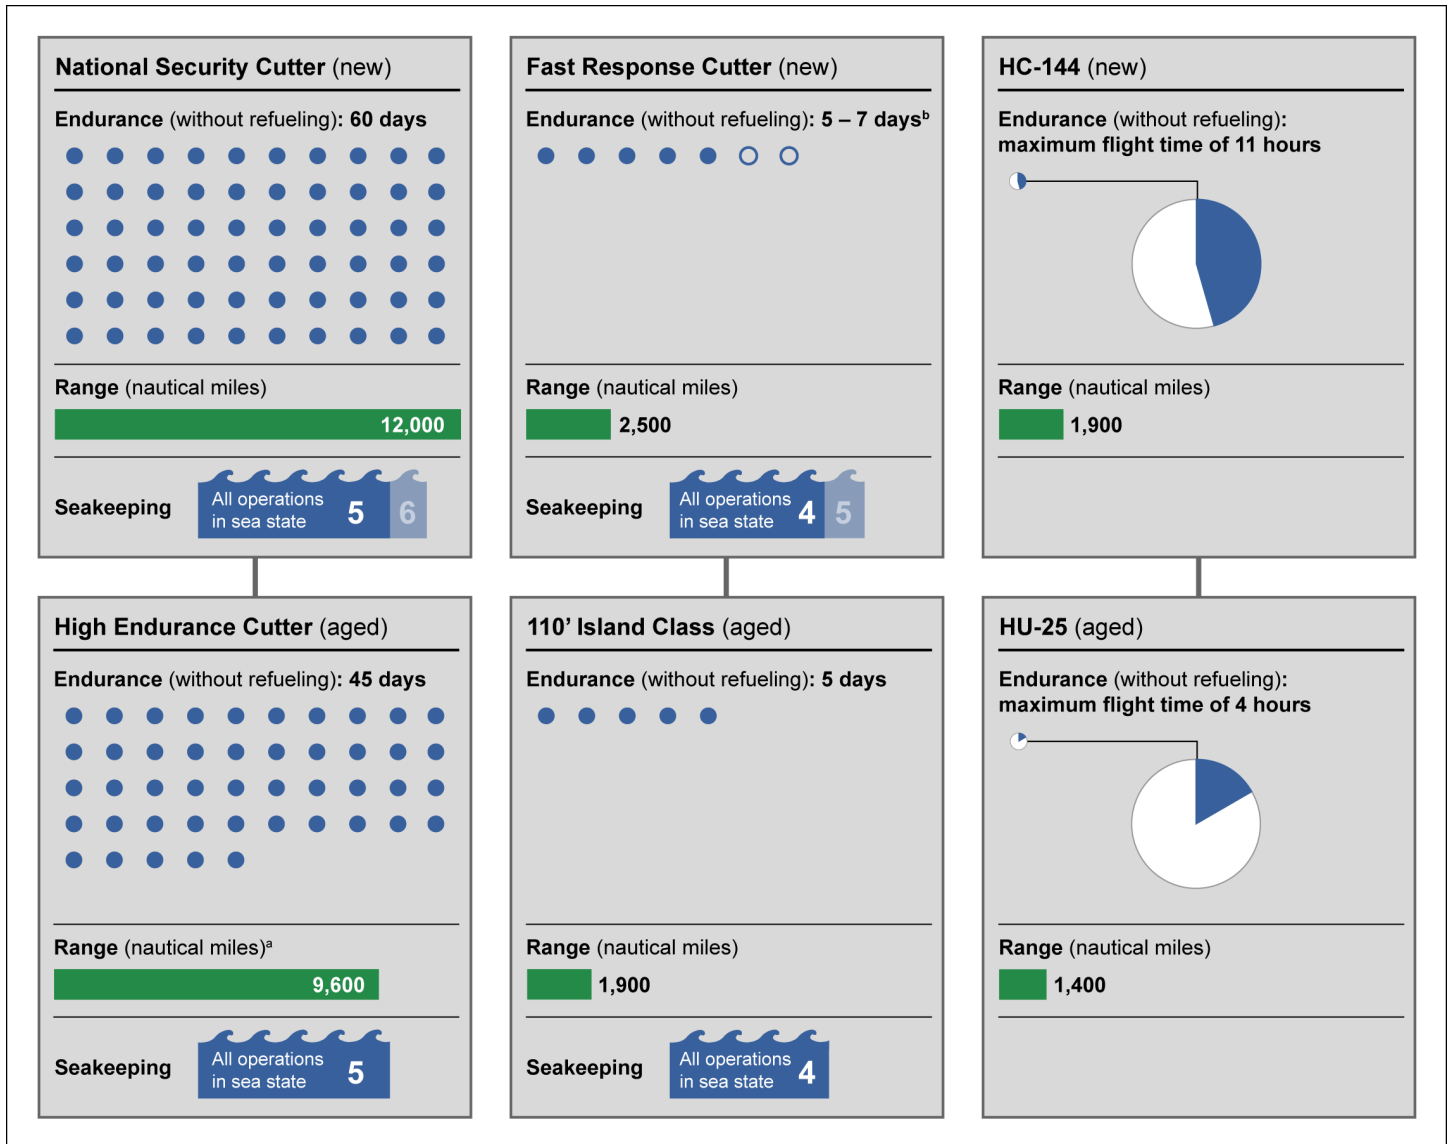 National Security Cutter (new)
Endurance (without refueling): 60 days
Range (nautical miles)
12,000
Seakeeping
All operations
in sea state
5
6
Fast Response Cutter (new)
Endurance (without refueling): 5 – 7 daysᵇ
Range (nautical miles)
2,500
Seakeeping
All operations
in sea state
4
5
HC-144 (new)
Endurance (without refueling):
maximum flight time of 11 hours
Range (nautical miles)
1,900
High Endurance Cutter (aged)
Endurance (without refueling): 45 days
Range (nautical miles)ᵃ
9,600
Seakeeping
All operations
in sea state
5
110’ Island Class (aged)
Endurance (without refueling): 5 days
Range (nautical miles)
1,900
Seakeeping
All operations
in sea state
4
HU-25 (aged)
Endurance (without refueling):
maximum flight time of 4 hours
Range (nautical miles)
1,400